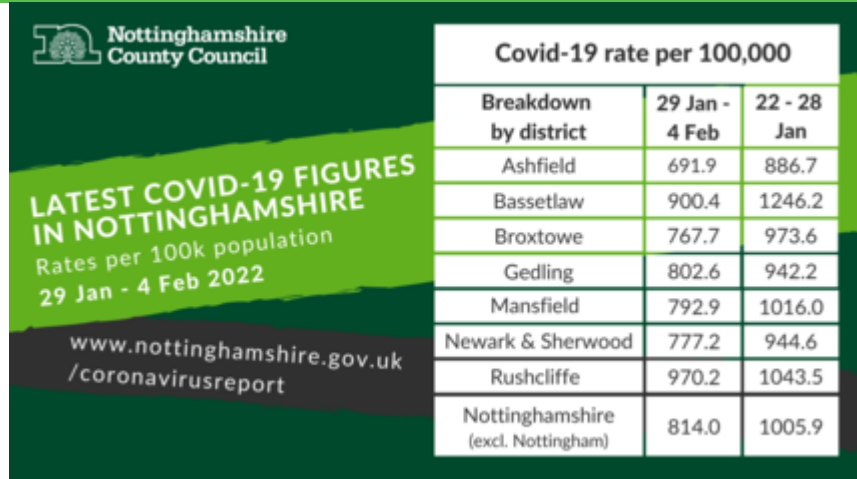 Nottinghamshire
County Council
LATEST COVID-19 FIGURES
IN NOTTINGHAMSHIRE
Rates per 100k population
29 Jan - 4 Feb 2022
www.nottinghamshire.gov.uk
/coronavirusreport
Covid-19 rate per 100,000
Breakdown by district | 29 Jan - 4 Feb | 22 - 28 Jan
Ashfield 691.9 886.7
Bassetlaw 900.4 1246.2
Broxtowe 767.7 973.6
Gedling 802.6 942.2
Mansfield 792.9 1016.0
Newark & Sherwood 777.2 944.6
Rushcliffe 970.2 1043.5
Nottinghamshire 814.0 1005.9
(excl. Nottingham)